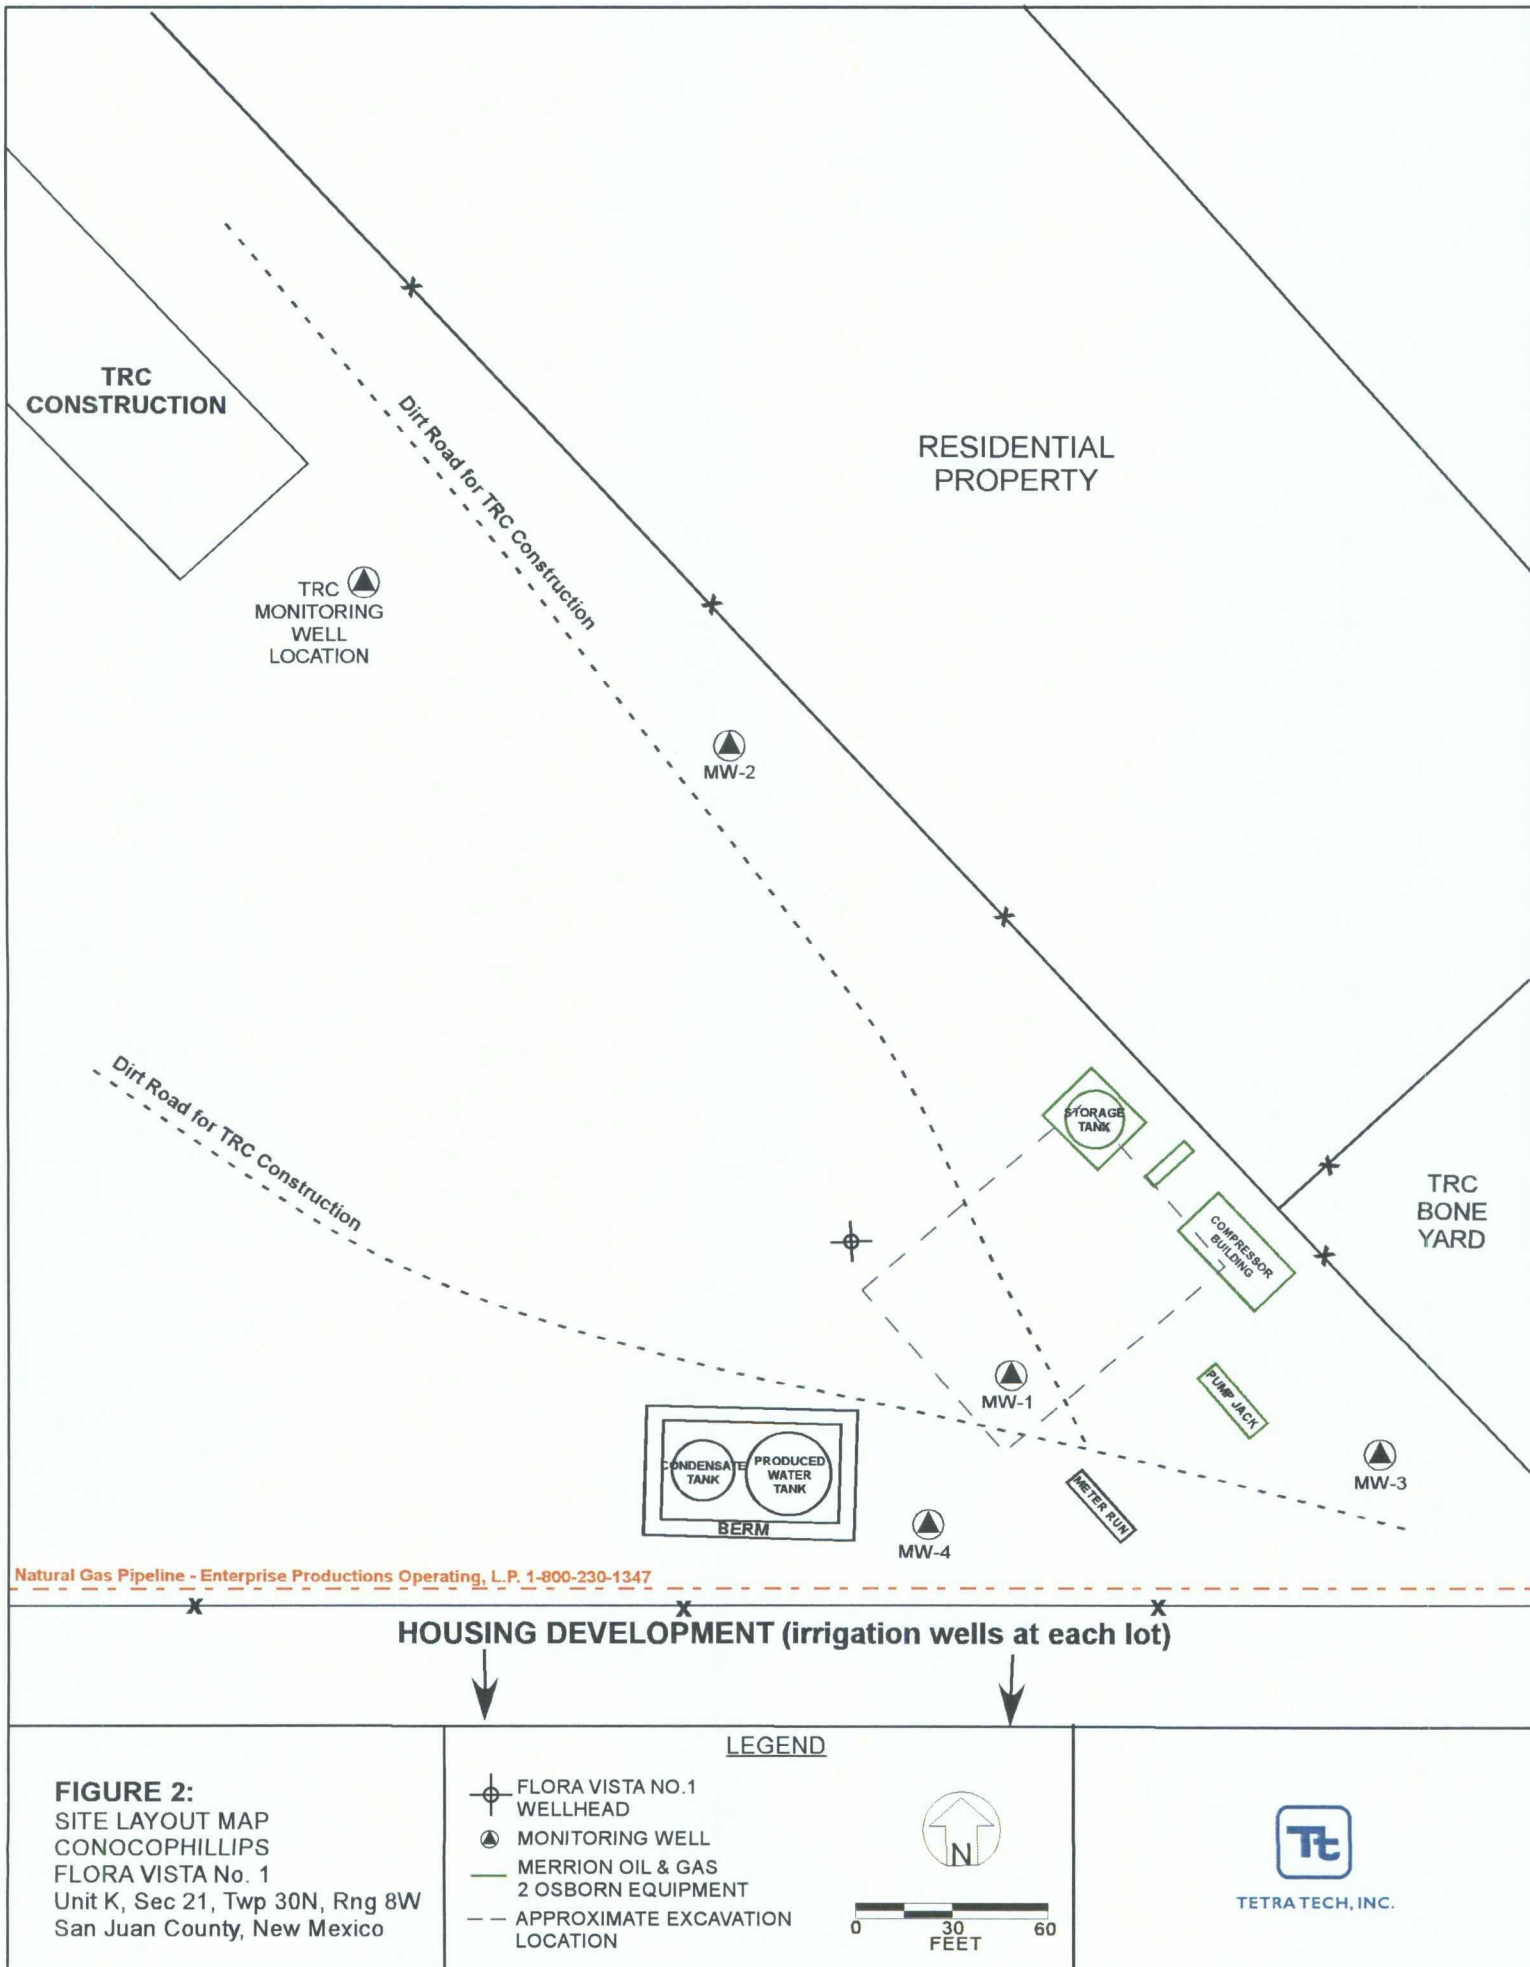 TRC
CONSTRUCTION
Dirt Road for TRC Construction
RESIDENTIAL
PROPERTY
TRC
MONITORING
WELL
LOCATION
MW-2
Dirt Road for TRC Construction
STORAGE
TANK
COMPRESSOR
BUILDING
TRC
BONE
YARD
MW-1
PUMP JACK
MW-3
CONDENSATE
TANK
PRODUCED
WATER
TANK
BERM
METER RUN
MW-4
Natural Gas Pipeline - Enterprise Productions Operating, L.P. 1-800-230-1347
HOUSING DEVELOPMENT (irrigation wells at each lot)
FIGURE 2:
SITE LAYOUT MAP
CONOCOPHILLIPS
FLORA VISTA No. 1
Unit K, Sec 21, Twp 30N, Rng 8W
San Juan County, New Mexico
LEGEND
FLORA VISTA NO.1
WELLHEAD
MONITORING WELL
MERRION OIL & GAS
2 OSBORN EQUIPMENT
APPROXIMATE EXCAVATION
LOCATION
N
0 30 60
FEET
Tt
TETRA TECH, INC.